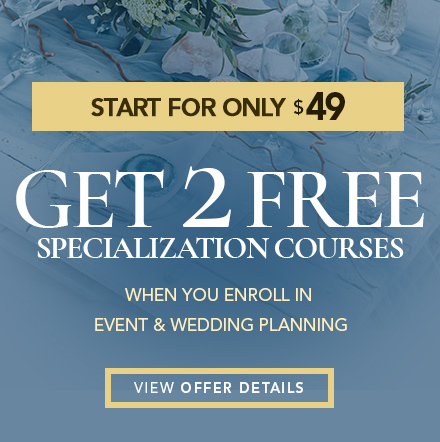 START FOR ONLY $49
GET 2 FREE
SPECIALIZATION COURSES
WHEN YOU ENROLL IN
EVENT & WEDDING PLANNING
VIEW OFFER DETAILS